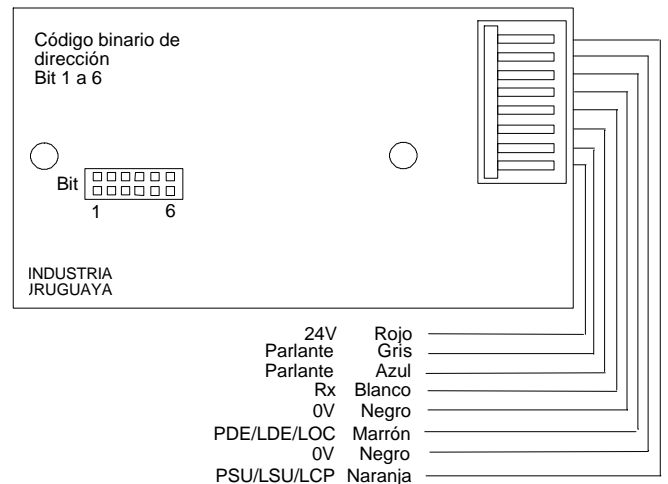 Código binario de
dirección
Bit 1 a 6
Bit
1 6
INDUSTRIA
URUGUAYA
24V Rojo
Parlante Gris
Parlante Azul
Rx Blanco
0V Negro
PDE/LDE/LOC Marrón
0V Negro
PSU/LSU/LCP Naranja